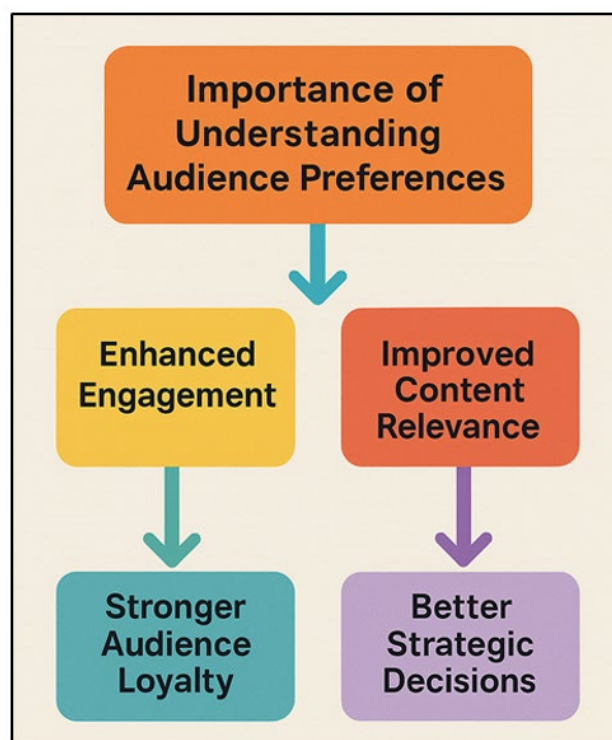 Importance of
Understanding
Audience Preferences
Enhanced
Engagement
Improved
Content
Relevance
Stronger
Audience
Loyalty
Better
Strategic
Decisions